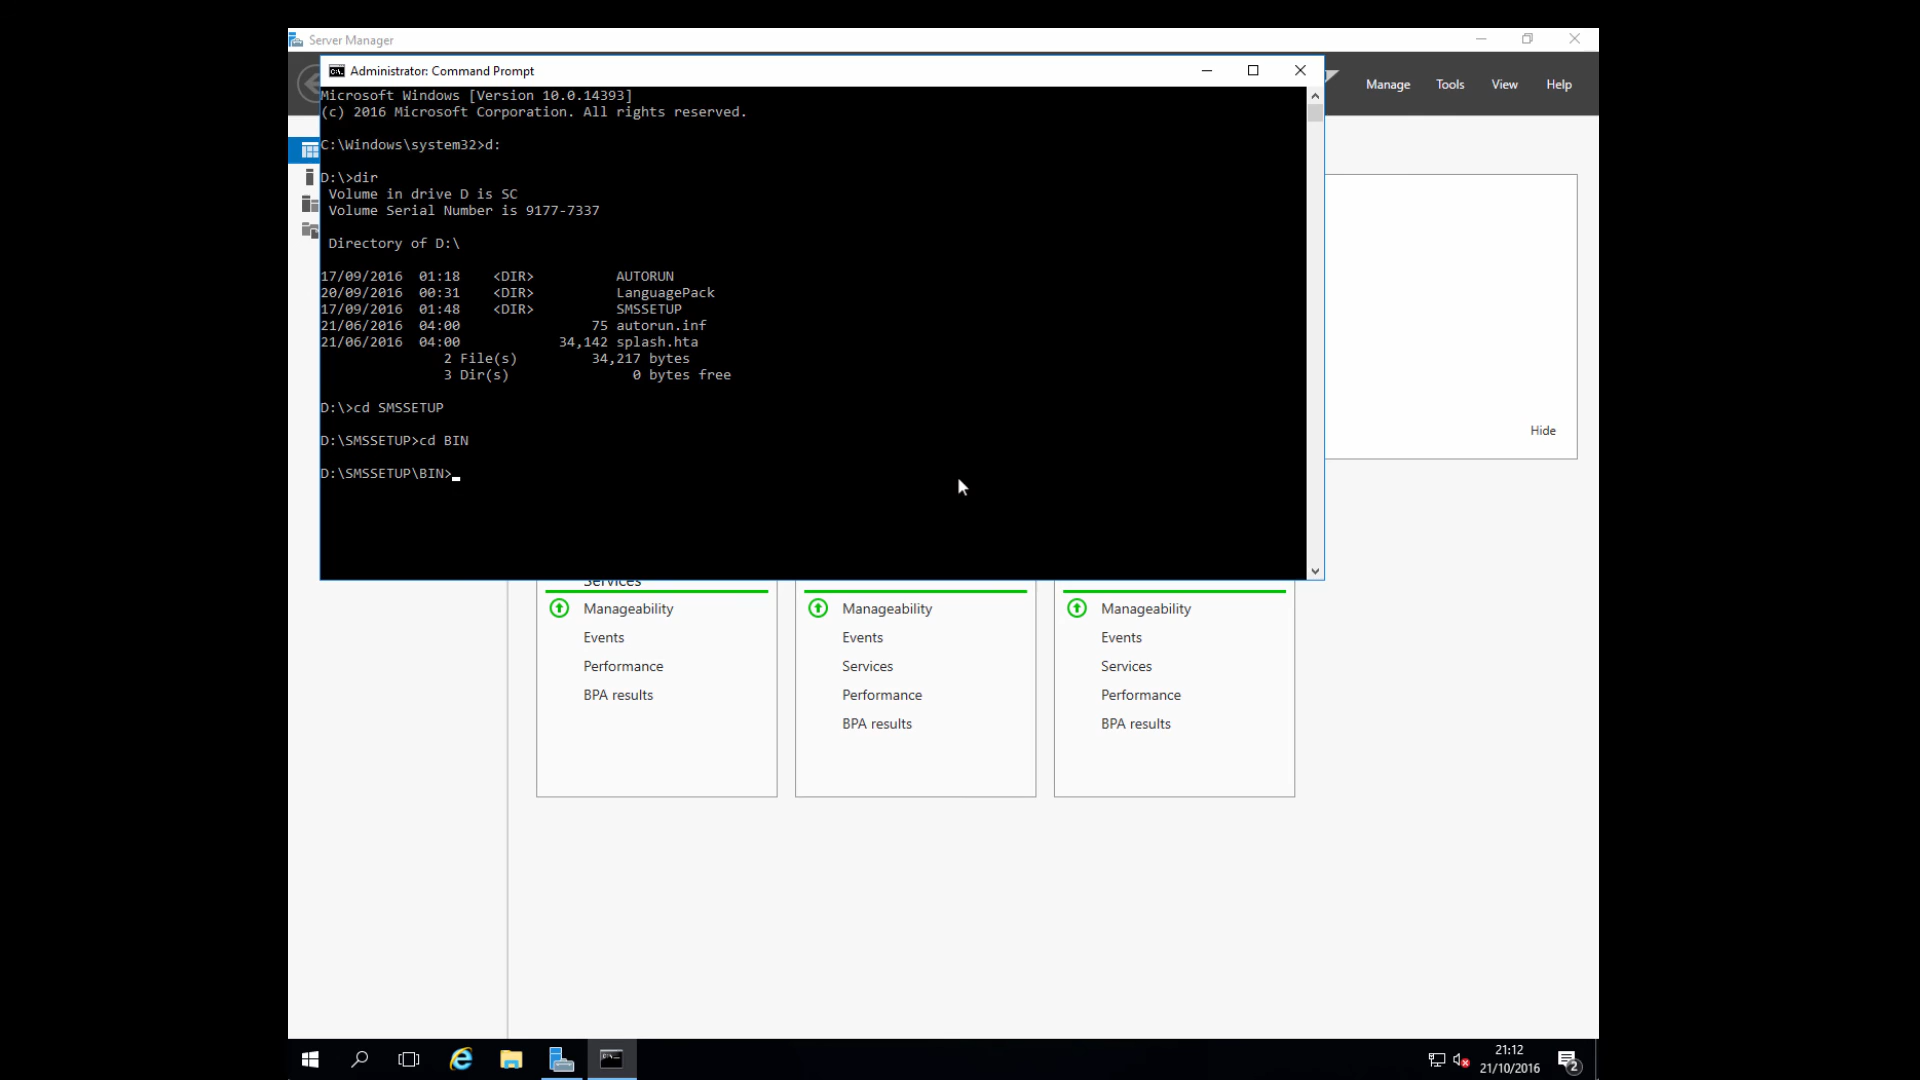 Server Manager
Administrator: Command Prompt
Manage Tools View Help
Microsoft Windows [Version 10.0.14393]
(c) 2016 Microsoft Corporation. All rights reserved.
C:\Windows\system32>d:
D:\>dir
Volume in drive D is SC
Volume Serial Number is 9177-7337
Directory of D:\
17/09/2016 01:18 <DIR> AUTORUN
20/09/2016 00:31 <DIR> LanguagePack
17/09/2016 01:48 <DIR> SMSSETUP
21/06/2016 04:00 75 autorun.inf
21/06/2016 04:00 34,142 splash.hta
2 File(s) 34,217 bytes
3 Dir(s) 0 bytes free
D:\>cd SMSSETUP
D:\SMSSETUP>cd BIN
D:\SMSSETUP\BIN>
Hide
Services
Manageability
Events
Performance
BPA results
Manageability
Events
Services
Performance
BPA results
Manageability
Events
Services
Performance
BPA results
21:12
21/10/2016
2